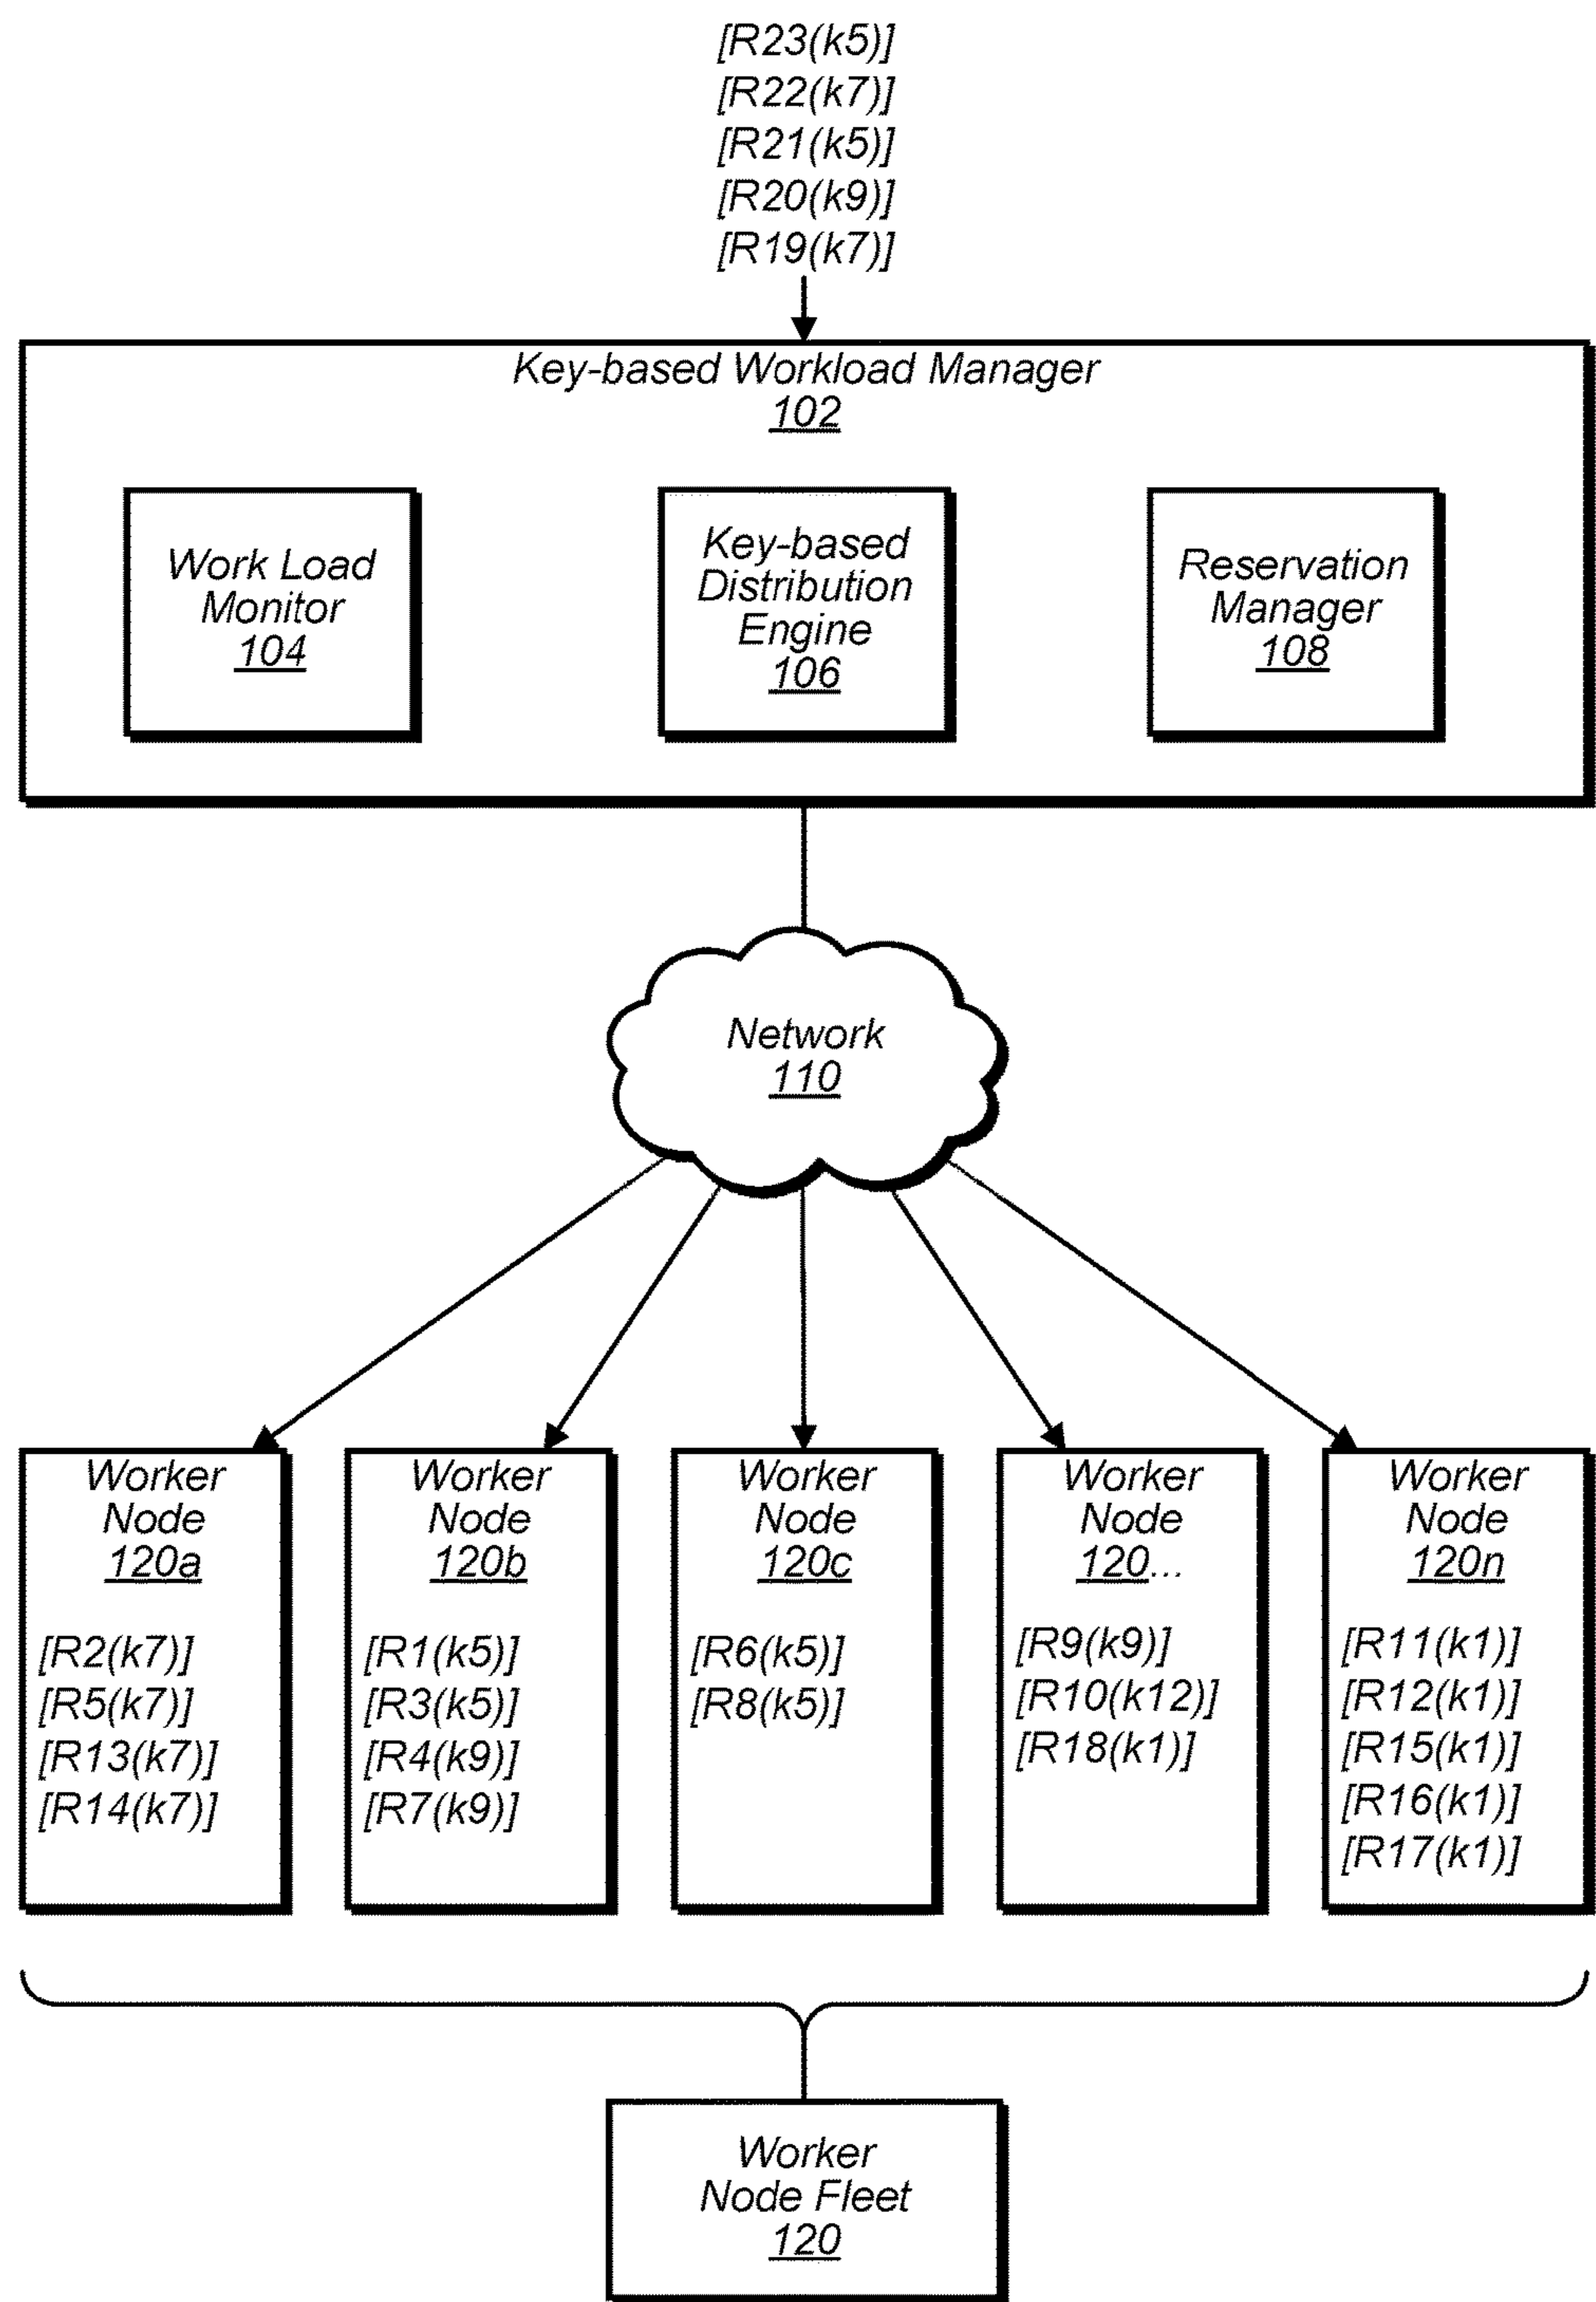 [R23(k5)]
[R22(k7)]
[R21(k5)]
[R20(k9)]
[R19(k7)]
Key-based Workload Manager
102
Work Load
Monitor
104
Key-based
Distribution
Engine
106
Reservation
Manager
108
Network
110
Worker
Node
120a
[R2(k7)]
[R5(k7)]
[R13(k7)]
[R14(k7)]
Worker
Node
120b
[R1(k5)]
[R3(k5)]
[R4(k9)]
[R7(k9)]
Worker
Node
120c
[R6(k5)]
[R8(k5)]
Worker
Node
120...
[R9(k9)]
[R10(k12)]
[R18(k1)]
Worker
Node
120n
[R11(k1)]
[R12(k1)]
[R15(k1)]
[R16(k1)]
[R17(k1)]
Worker
Node Fleet
120